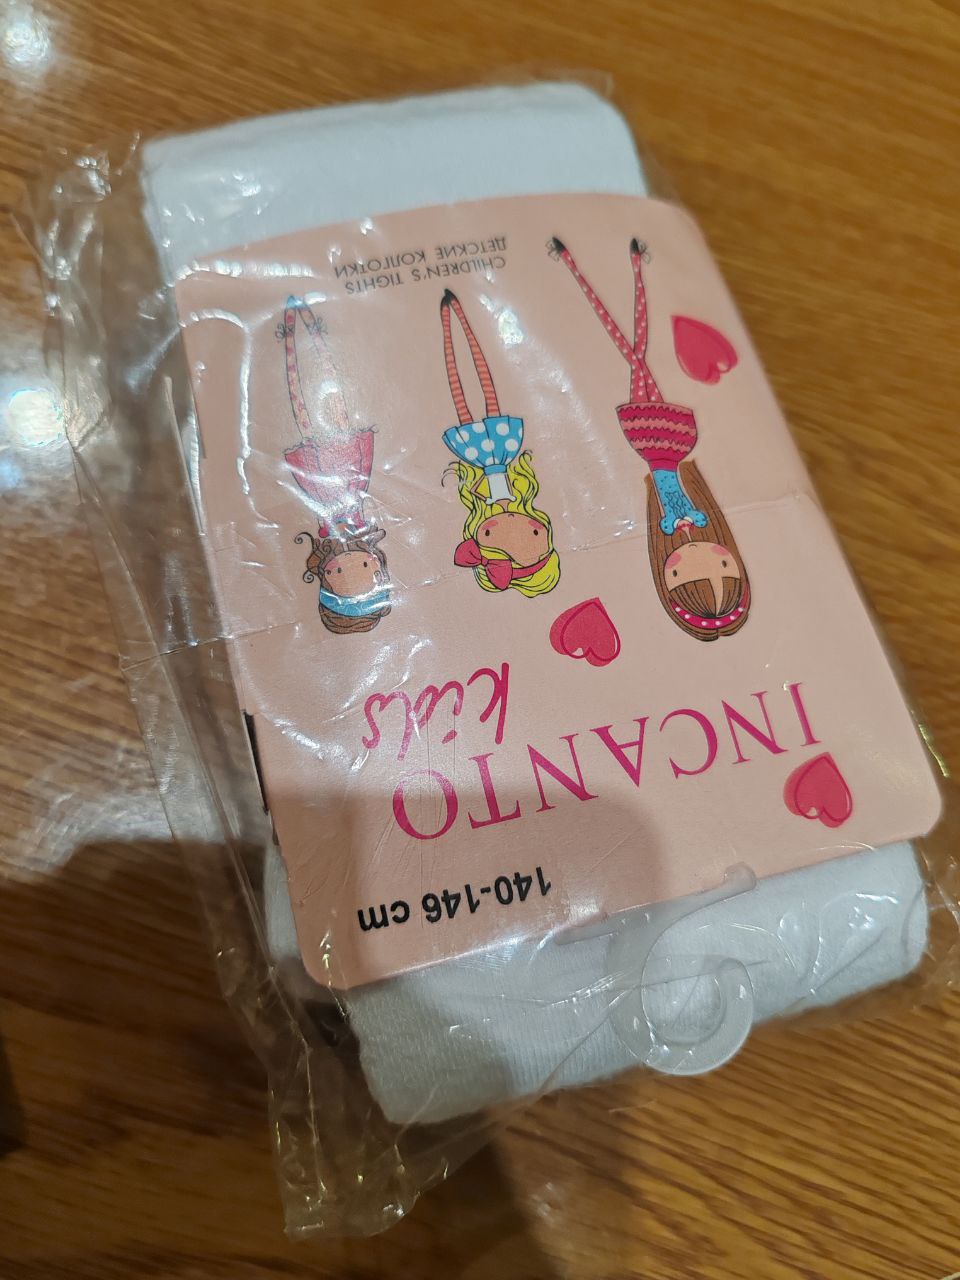 140-146 cm
INCANTO
kids
CHILDREN'S TIGHTS
ДЕТСКИЕ КОЛГОТКИ